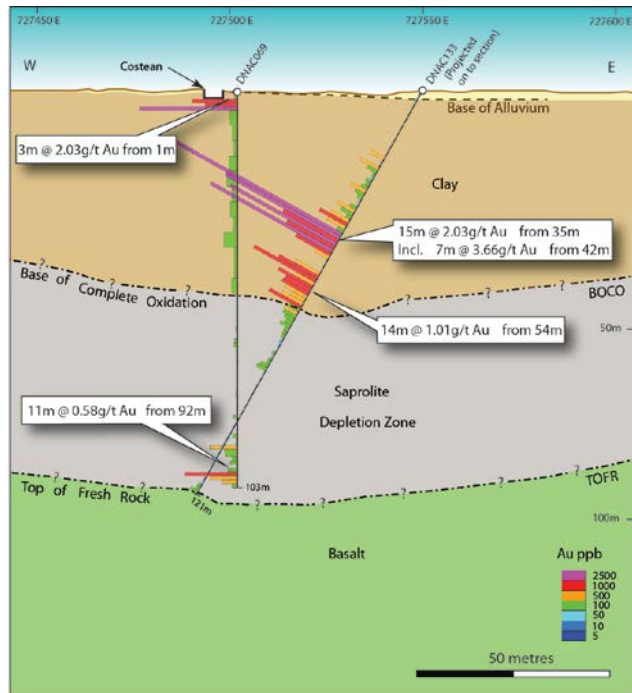 727450 E
727500 E
727550 E
727600 E
W
E
Costean
DNAC069
DNAC133
(Projected
on to section)
Base of Alluvium
3m @ 2.03g/t Au from 1m
Clay
15m @ 2.03g/t Au from 35m
Incl. 7m @ 3.66g/t Au from 42m
?
?
?
?
?
?
Base of Complete Oxidation
BOCO
50m
14m @ 1.01g/t Au from 54m
Saprolite
Depletion Zone
11m @ 0.58g/t Au from 92m
?
?
?
?
?
?
Top of Fresh Rock
TOFR
103m
121m
100m
Basalt
Au ppb
2500
1000
500
100
50
10
5
50 metres